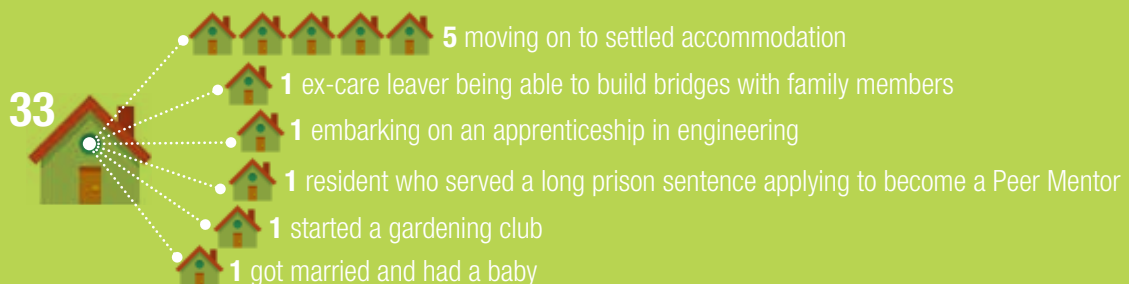 5 moving on to settled accommodation
1 ex-care leaver being able to build bridges with family members
33
1 embarking on an apprenticeship in engineering
1 resident who served a long prison sentence applying to become a Peer Mentor
1 started a gardening club
1 got married and had a baby